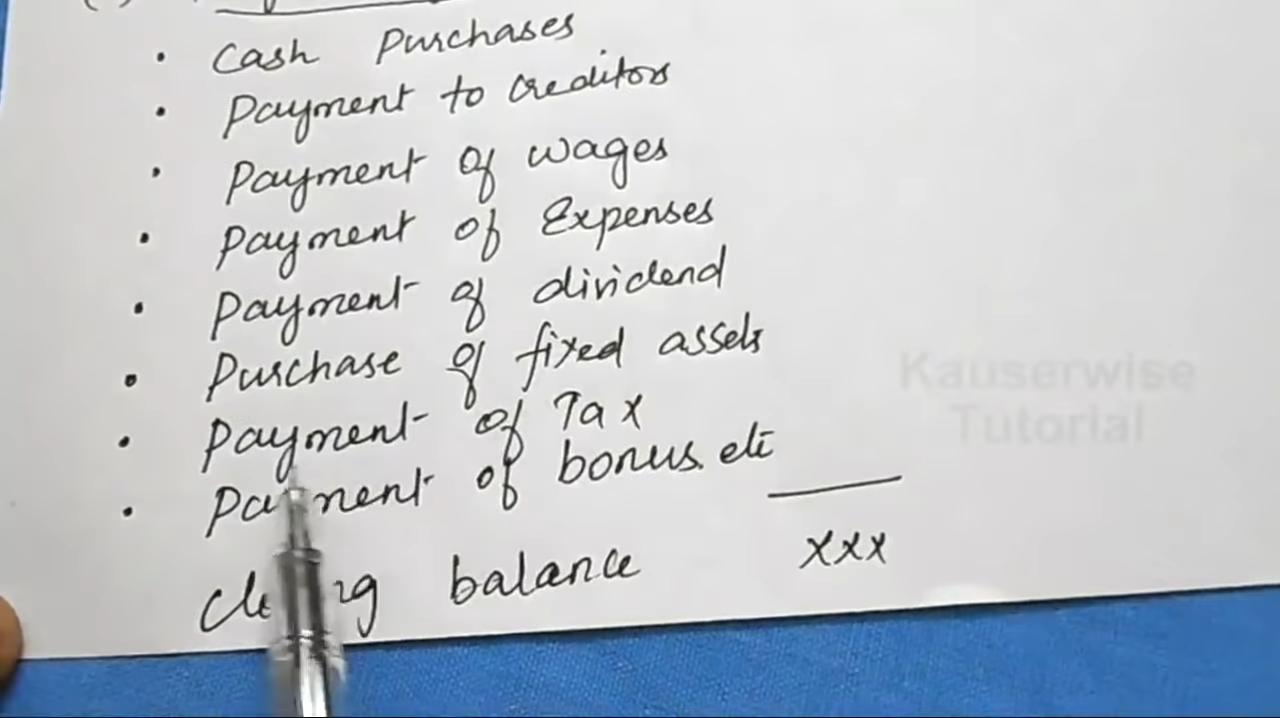 • Cash Purchases
• Payment to Creditors
• Payment of wages
• Payment of Expenses
• Payment of dividend
• Purchase of fixed assets
• Payment of Tax
• Payment of bonus. etc
balance xxx
Kauserwise
Tutorial